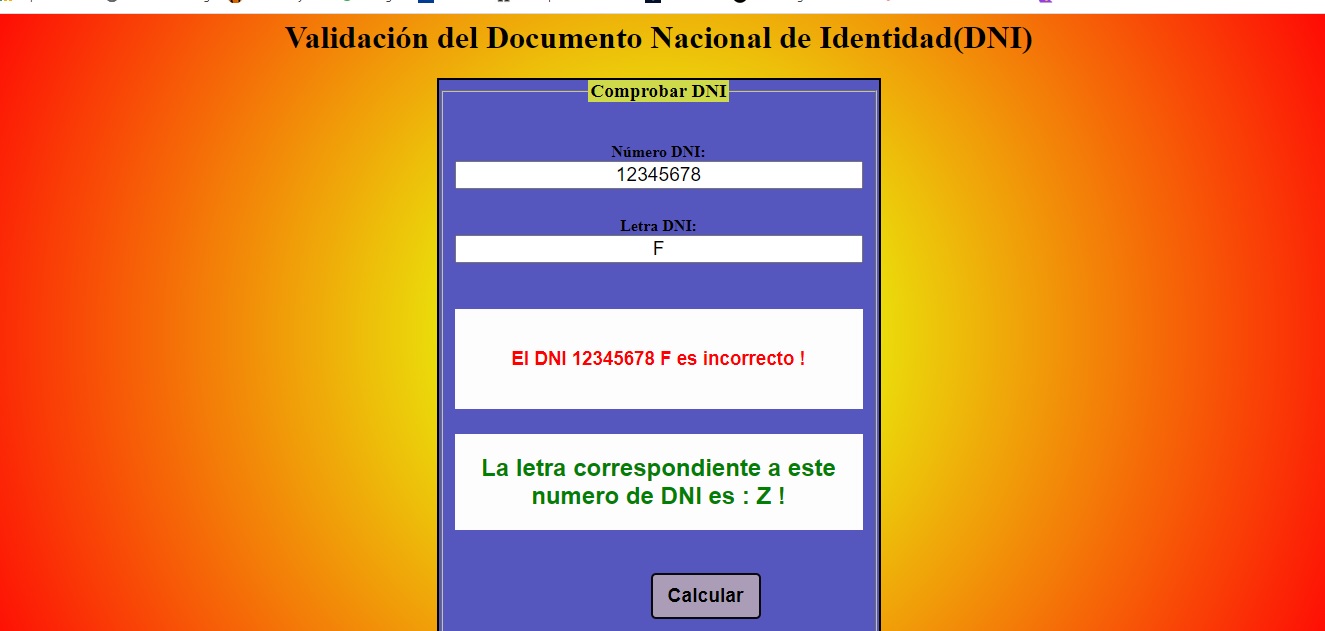 Validación del Documento Nacional de Identidad(DNI)
Comprobar DNI
Número DNI:
12345678
Letra DNI:
F
El DNI 12345678 F es incorrecto !
La letra correspondiente a este
numero de DNI es : Z !
Calcular